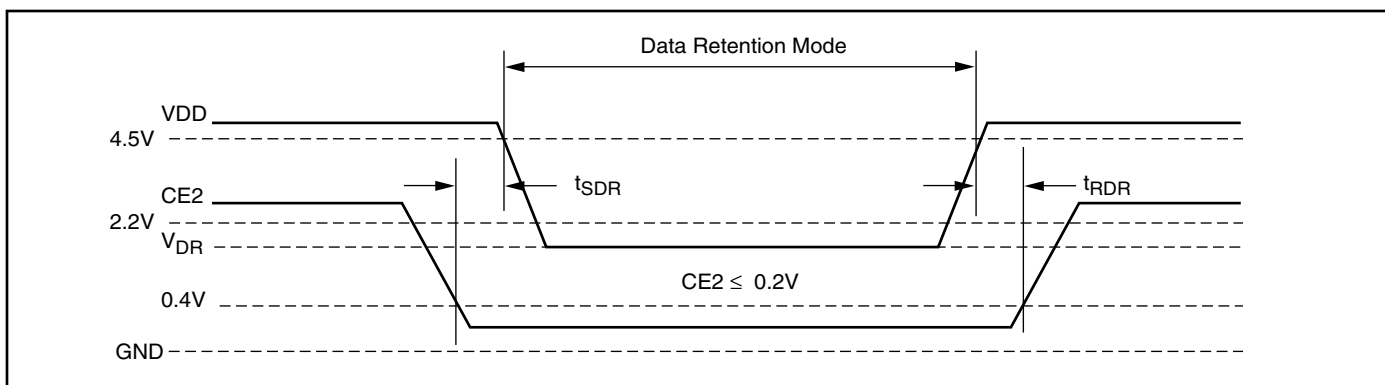 Data Retention Mode
VDD
4.5V
tSDR
tRDR
CE2
2.2V
VDR
CE2 ≤ 0.2V
0.4V
GND